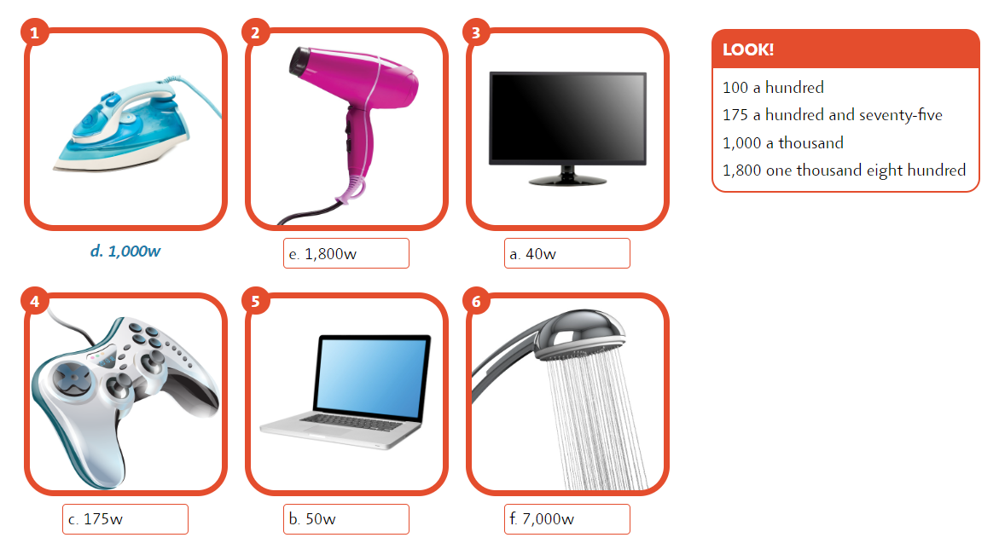 1
2
3
d. 1,000w
e. 1,800w
a. 40w
4
5
6
c. 175w
b. 50w
f. 7,000w
LOOK!
100 a hundred
175 a hundred and seventy-five
1,000 a thousand
1,800 one thousand eight hundred